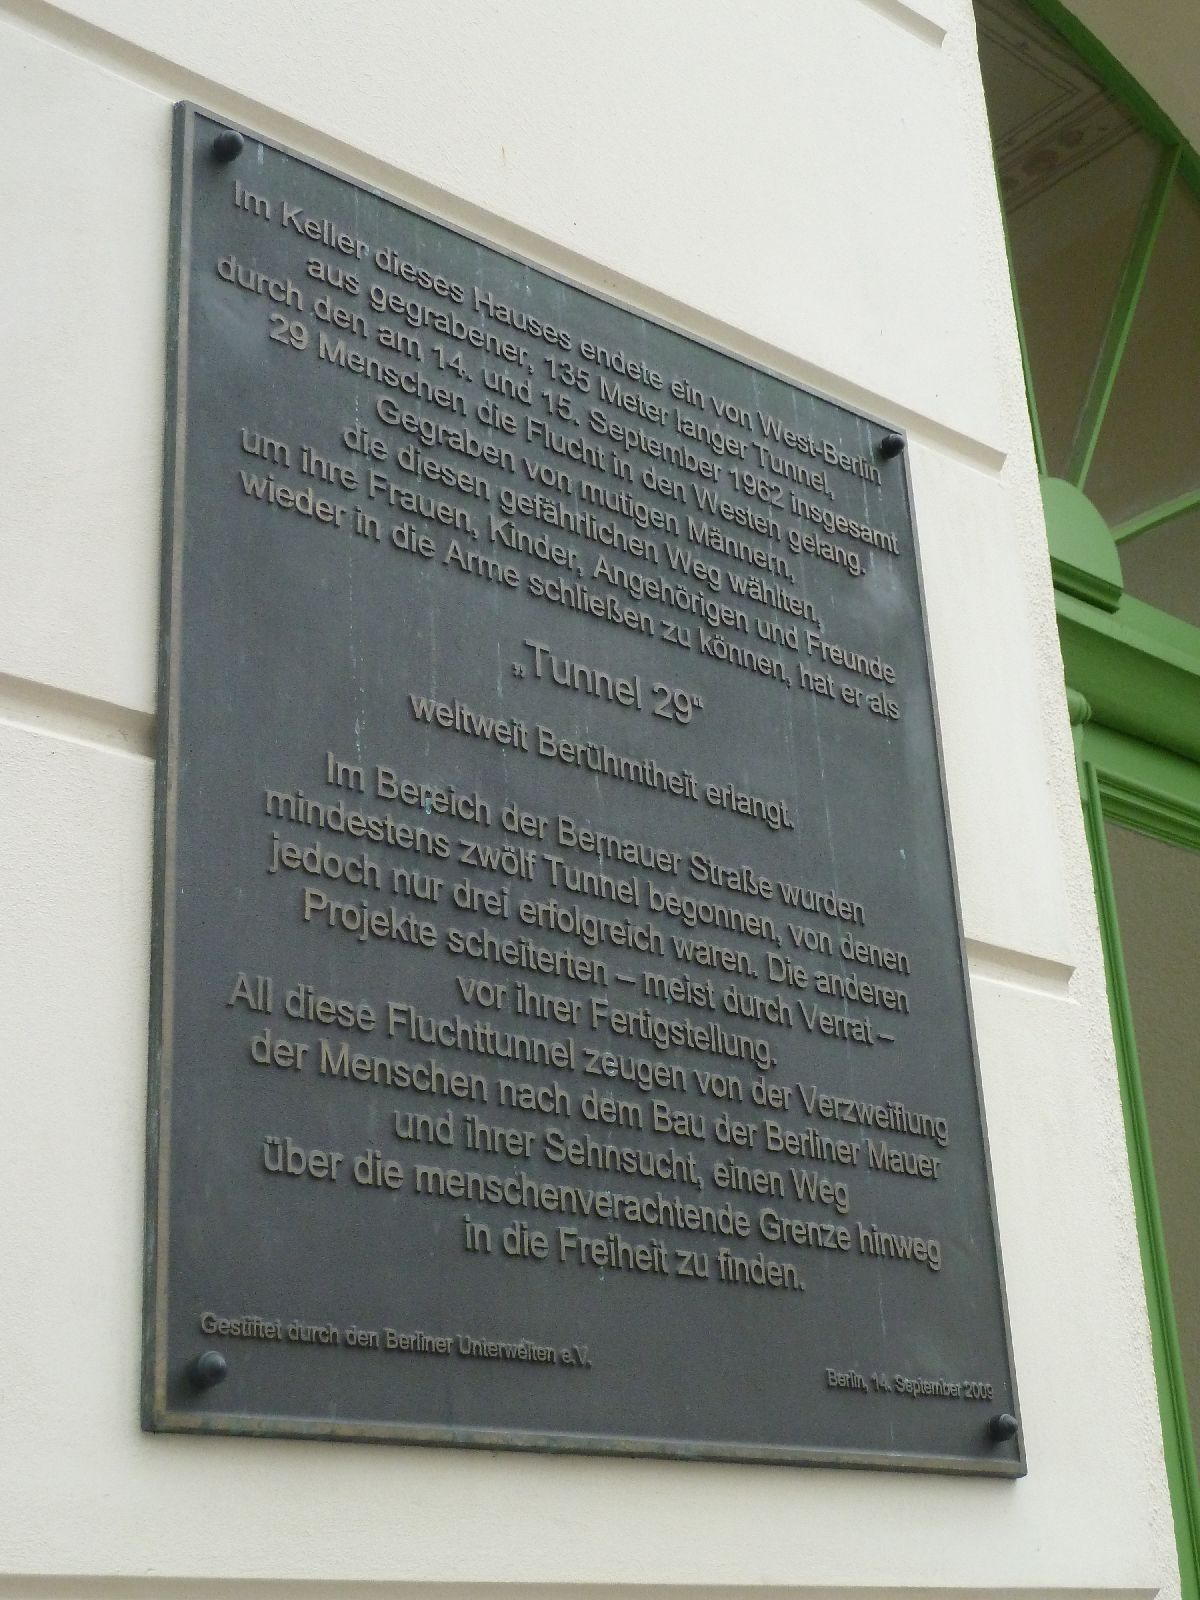 Im Keller dieses Hauses endete ein von West-Berlin
aus gegrabener, 135 Meter langer Tunnel,
durch den am 14. und 15. September 1962 insgesamt
29 Menschen die Flucht in den Westen gelang.
Gegraben von mutigen Männern,
die diesen gefährlichen Weg wählten,
um ihre Frauen, Kinder, Angehörigen und Freunde
wieder in die Arme schließen zu können, hat er als
„Tunnel 29“
weltweit Berühmtheit erlangt.
Im Bereich der Bernauer Straße wurden
mindestens zwölf Tunnel begonnen, von denen
jedoch nur drei erfolgreich waren. Die anderen
Projekte scheiterten – meist durch Verrat –
vor ihrer Fertigstellung.
All diese Fluchttunnel zeugen von der Verzweiflung
der Menschen nach dem Bau der Berliner Mauer
und ihrer Sehnsucht, einen Weg
über die menschenverachtende Grenze hinweg
in die Freiheit zu finden.
Gestiftet durch den Berliner Unterwelten e.V.
Berlin, 14. September 2009